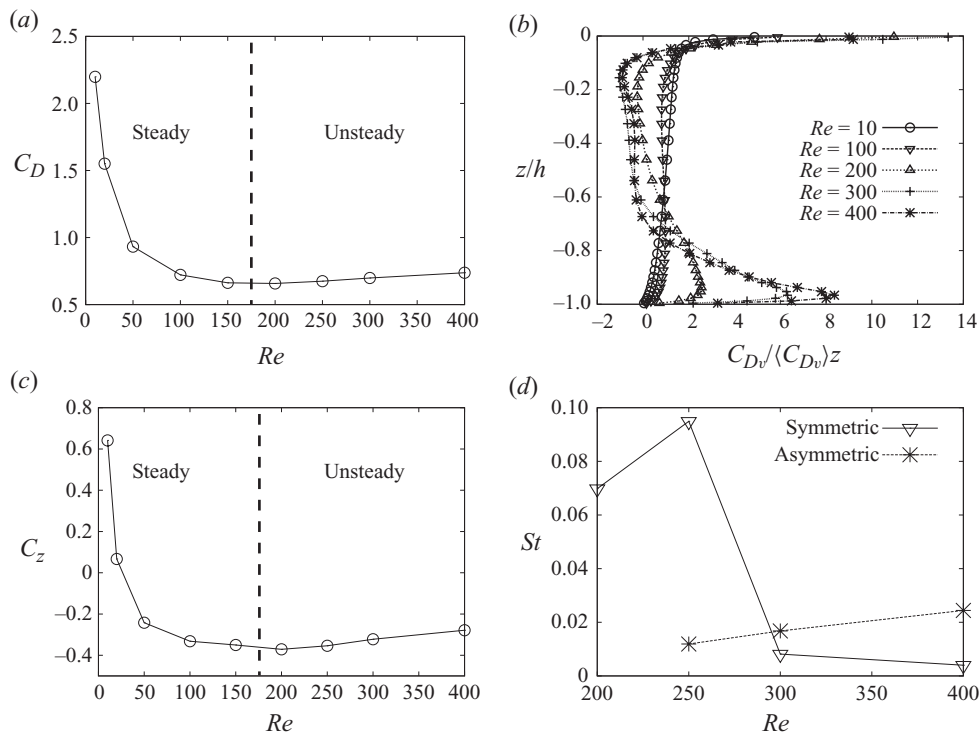 (a)
2.5
2.0
1.5
1.0
0.5
C_D
Steady
Unsteady
0 50 100 150 200 250 300 350 400
Re
(b)
0
–0.2
–0.4
–0.6
–0.8
–1.0
z/h
Re = 10
Re = 100
Re = 200
Re = 300
Re = 400
–2 0 2 4 6 8 10 12 14
C_{Dv}/⟨C_{Dv}⟩z
(c)
0.8
0.6
0.4
0.2
0
–0.2
–0.4
C_z
Steady
Unsteady
0 50 100 150 200 250 300 350 400
Re
(d)
0.10
0.08
0.06
0.04
0.02
0
St
Symmetric
Asymmetric
200 250 300 350 400
Re